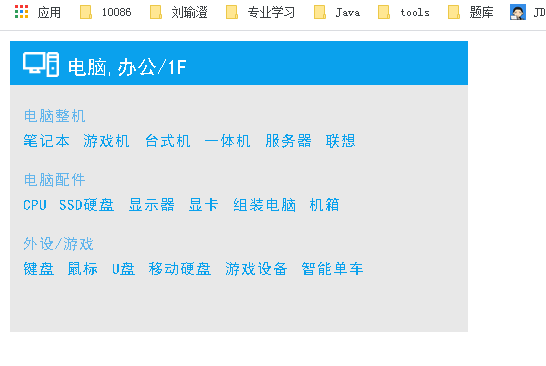 应用 10086 刘瑜澄 专业学习 Java tools 题库 JD
电脑,办公/1F
电脑整机
笔记本 游戏机 台式机 一体机 服务器 联想
电脑配件
CPU SSD硬盘 显示器 显卡 组装电脑 机箱
外设/游戏
键盘 鼠标 U盘 移动硬盘 游戏设备 智能单车